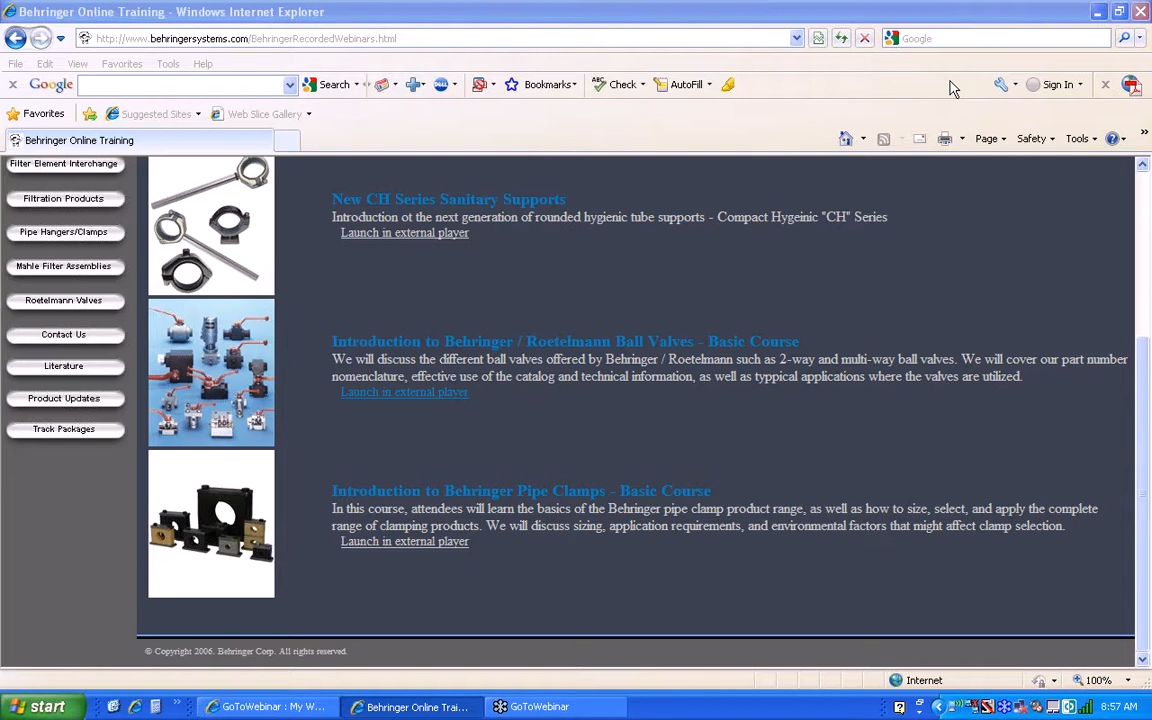 Behringer Online Training - Windows Internet Explorer
http://www.behringersystems.com/BehringerRecordedWebinars.html
Google
File Edit View Favorites Tools Help
Google Search Bookmarks Check AutoFill Sign In
Favorites Suggested Sites Web Slice Gallery
Behringer Online Training
Page Safety Tools
Filter Element Interchange
Filtration Products
Pipe Hangers/Clamps
Mahle Filter Assemblies
Roetelmann Valves
Contact Us
Literature
Product Updates
Track Packages
New CH Series Sanitary Supports
Introduction ot the next generation of rounded hygienic tube supports - Compact Hygeinic "CH" Series
Launch in external player
Introduction to Behringer / Roetelmann Ball Valves - Basic Course
We will discuss the different ball valves offered by Behringer / Roetelmann such as 2-way and multi-way ball valves. We will cover our part number
nomenclature, effective use of the catalog and technical information, as well as typpical applications where the valves are utilized.
Launch in external player
Introduction to Behringer Pipe Clamps - Basic Course
In this course, attendees will learn the basics of the Behringer pipe clamp product range, as well as how to size, select, and apply the complete
range of clamping products. We will discuss sizing, application requirements, and environmental factors that might affect clamp selection.
Launch in external player
© Copyright 2006. Behringer Corp. All rights reserved.
Internet 100%
start GoToWebinar : My W... Behringer Online Trai... GoToWebinar 8:57 AM